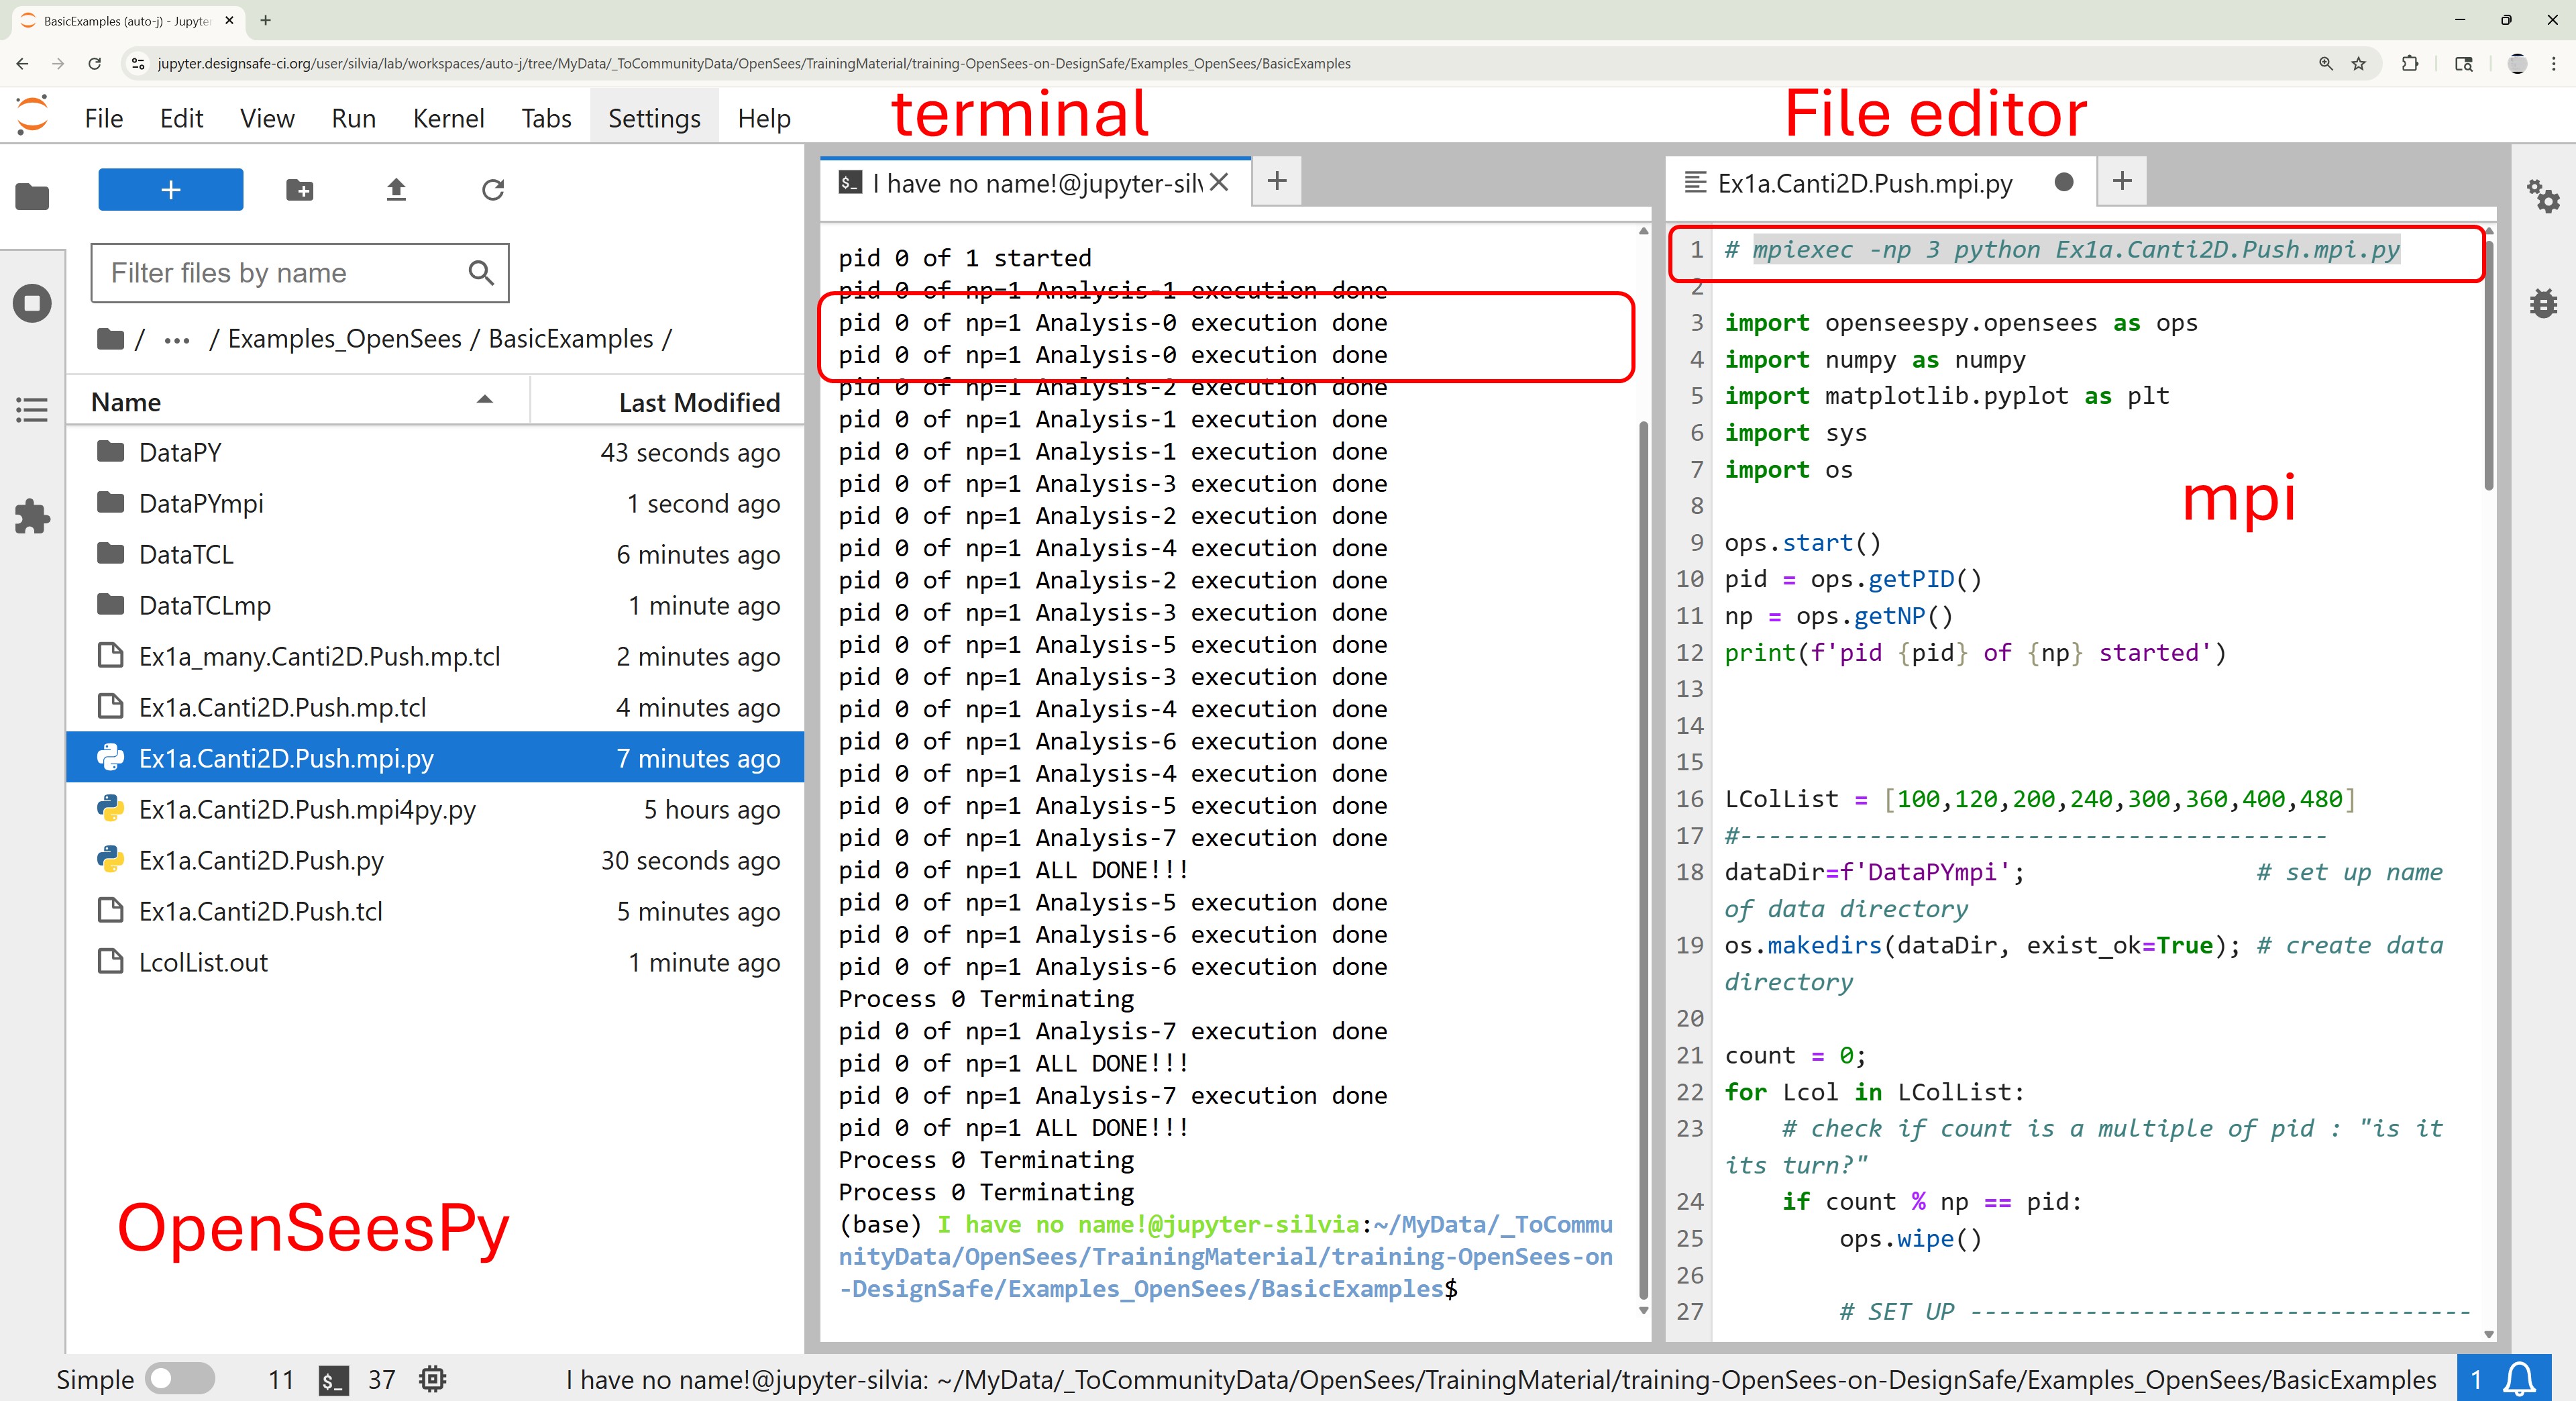 BasicExamples (auto-j) - Jupyter
jupyter.designsafe-ci.org/user/silvia/lab/workspaces/auto-j/tree/MyData/_ToCommunityData/OpenSees/TrainingMaterial/training-OpenSees-on-DesignSafe/Examples_OpenSees/BasicExamples
File Edit View Run Kernel Tabs Settings Help
terminal
File editor
Filter files by name
/ ··· / Examples_OpenSees / BasicExamples /
Name Last Modified
DataPY 43 seconds ago
DataPYmpi 1 second ago
DataTCL 6 minutes ago
DataTCLmp 1 minute ago
Ex1a_many.Canti2D.Push.mp.tcl 2 minutes ago
Ex1a.Canti2D.Push.mp.tcl 4 minutes ago
Ex1a.Canti2D.Push.mpi.py 7 minutes ago
Ex1a.Canti2D.Push.mpi4py.py 5 hours ago
Ex1a.Canti2D.Push.py 30 seconds ago
Ex1a.Canti2D.Push.tcl 5 minutes ago
LcolList.out 1 minute ago
OpenSeesPy
I have no name!@jupyter-silv
pid 0 of 1 started
pid 0 of np=1 Analysis-1 execution done
pid 0 of np=1 Analysis-0 execution done
pid 0 of np=1 Analysis-0 execution done
pid 0 of np=1 Analysis-2 execution done
pid 0 of np=1 Analysis-1 execution done
pid 0 of np=1 Analysis-1 execution done
pid 0 of np=1 Analysis-3 execution done
pid 0 of np=1 Analysis-2 execution done
pid 0 of np=1 Analysis-4 execution done
pid 0 of np=1 Analysis-2 execution done
pid 0 of np=1 Analysis-3 execution done
pid 0 of np=1 Analysis-5 execution done
pid 0 of np=1 Analysis-3 execution done
pid 0 of np=1 Analysis-4 execution done
pid 0 of np=1 Analysis-6 execution done
pid 0 of np=1 Analysis-4 execution done
pid 0 of np=1 Analysis-5 execution done
pid 0 of np=1 Analysis-7 execution done
pid 0 of np=1 ALL DONE!!!
pid 0 of np=1 Analysis-5 execution done
pid 0 of np=1 Analysis-6 execution done
pid 0 of np=1 Analysis-6 execution done
Process 0 Terminating
pid 0 of np=1 Analysis-7 execution done
pid 0 of np=1 ALL DONE!!!
pid 0 of np=1 Analysis-7 execution done
pid 0 of np=1 ALL DONE!!!
Process 0 Terminating
Process 0 Terminating
(base) I have no name!@jupyter-silvia:~/MyData/_ToCommu
nityData/OpenSees/TrainingMaterial/training-OpenSees-on
-DesignSafe/Examples_OpenSees/BasicExamples$
Ex1a.Canti2D.Push.mpi.py
1 # mpiexec -np 3 python Ex1a.Canti2D.Push.mpi.py
2
3 import openseespy.opensees as ops
4 import numpy as numpy
5 import matplotlib.pyplot as plt
6 import sys
7 import os
mpi
8
9 ops.start()
10 pid = ops.getPID()
11 np = ops.getNP()
12 print(f'pid {pid} of {np} started')
13
14
15
16 LColList = [100,120,200,240,300,360,400,480]
17 #-----------------------------------------
18 dataDir=f'DataPYmpi'; # set up name
of data directory
19 os.makedirs(dataDir, exist_ok=True); # create data
directory
20
21 count = 0;
22 for Lcol in LColList:
23 # check if count is a multiple of pid : "is it
its turn?"
24 if count % np == pid:
25 ops.wipe()
26
27 # SET UP -----------------------------------
Simple 11 $_ 37 I have no name!@jupyter-silvia: ~/MyData/_ToCommunityData/OpenSees/TrainingMaterial/training-OpenSees-on-DesignSafe/Examples_OpenSees/BasicExamples 1